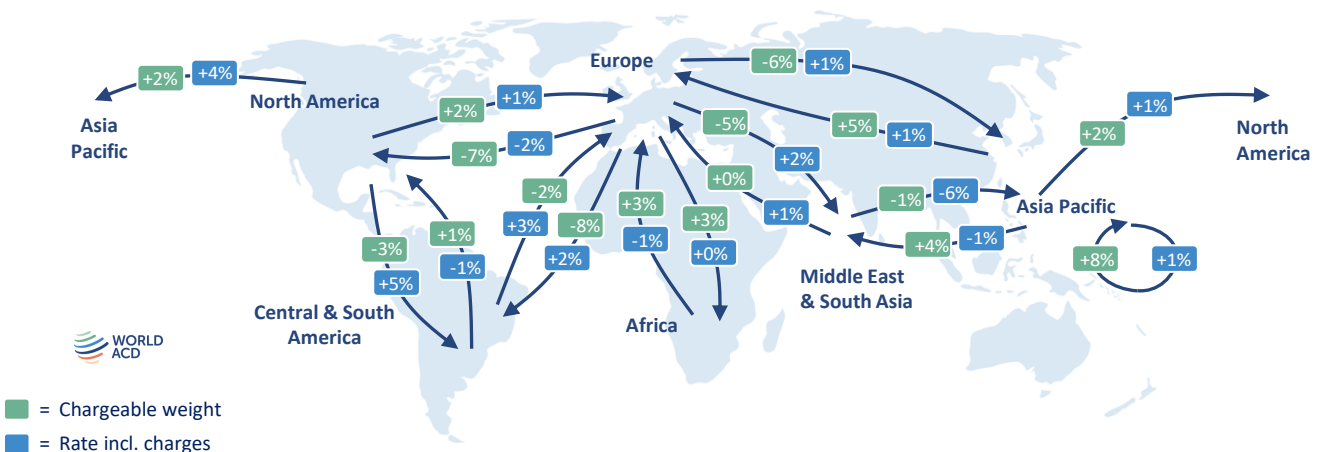 Europe
-6%
+1%
+2%
+4%
North America
+2%
+1%
Asia
Pacific
-7%
-2%
+5%
+1%
-5%
+2%
+2%
+1%
North
America
+0%
+1%
-1%
-6%
Asia Pacific
+4%
-1%
+8%
+1%
-2%
+3%
-8%
+2%
+3%
-1%
+3%
+0%
-3%
+5%
+1%
-1%
Middle East
& South Asia
Central & South
America
Africa
WORLD
ACD
= Chargeable weight
= Rate incl. charges